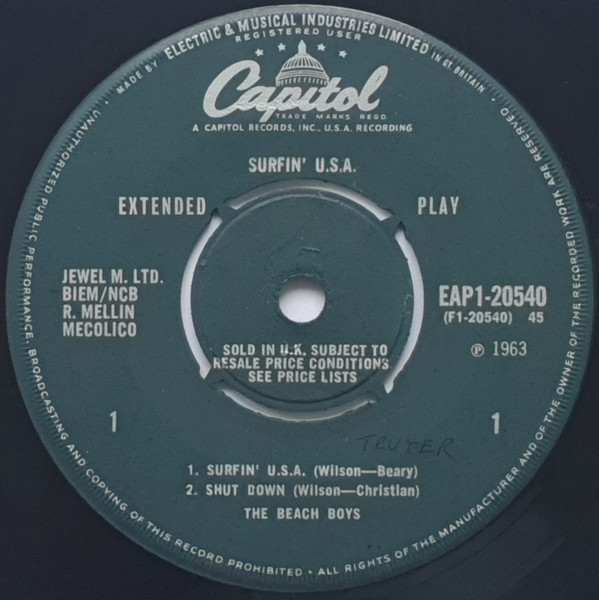 MADE BY ELECTRIC & MUSICAL INDUSTRIES LIMITED IN GT. BRITAIN •
REGISTERED USER
Capitol
TRADE MARKS REGD.
A CAPITOL RECORDS, INC., U.S.A. RECORDING
SURFIN' U.S.A.
EXTENDED PLAY
JEWEL M. LTD.
BIEM/NCB
R. MELLIN
MECOLICO
EAP1-20540
(F1-20540) 45
℗ 1963
SOLD IN U.K. SUBJECT TO
RESALE PRICE CONDITIONS
SEE PRICE LISTS
1 1
1. SURFIN' U.S.A. (Wilson—Beary)
2. SHUT DOWN (Wilson—Christian)
THE BEACH BOYS
UNAUTHORIZED PUBLIC PERFORMANCE, BROADCASTING AND COPYING OF THIS RECORD PROHIBITED • ALL RIGHTS OF THE MANUFACTURER AND OF THE OWNER OF THE RECORDED WORK ARE RESERVED •